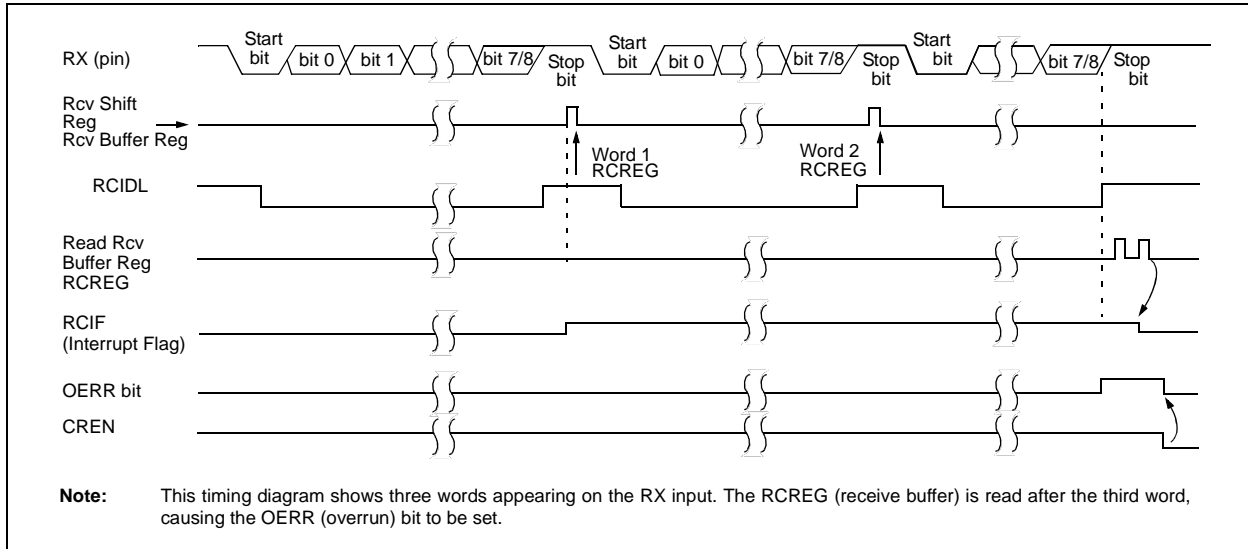 RX (pin)
Start bit
bit 0
bit 1
bit 7/8
Stop bit
Start bit
bit 0
bit 7/8
Stop bit
Start bit
bit 7/8
Stop bit
Rcv Shift
Reg
Rcv Buffer Reg
Word 1
RCREG
Word 2
RCREG
RCIDL
Read Rcv
Buffer Reg
RCREG
RCIF
(Interrupt Flag)
OERR bit
CREN
Note: This timing diagram shows three words appearing on the RX input. The RCREG (receive buffer) is read after the third word,
causing the OERR (overrun) bit to be set.